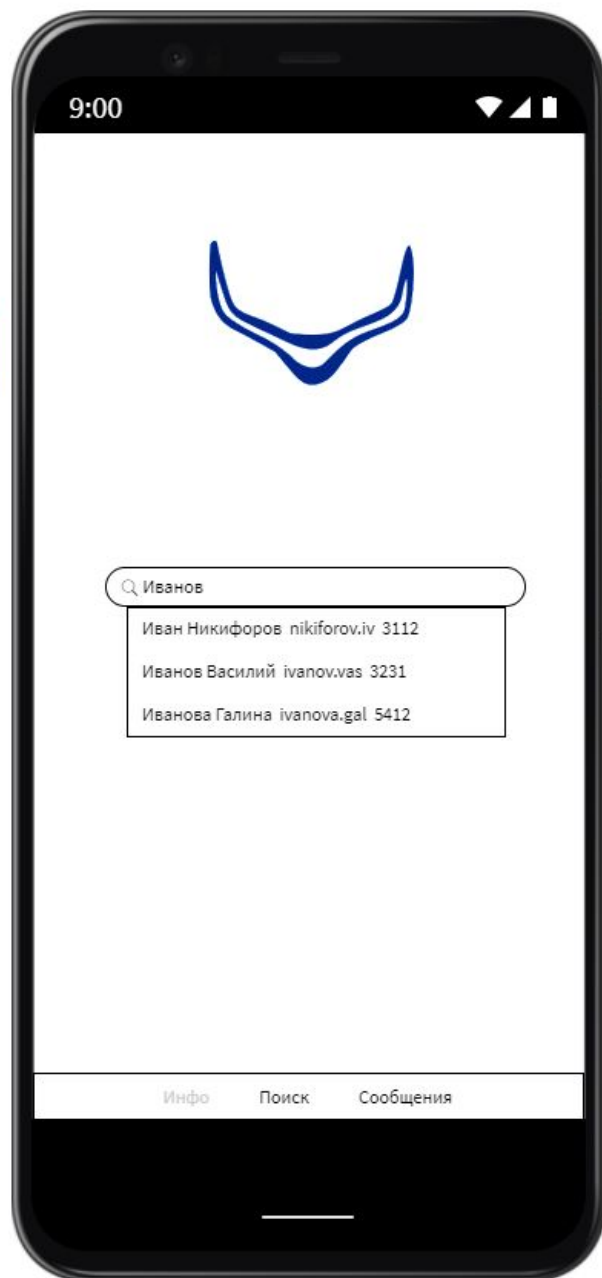 9:00
Иванов
Иван Никифоров nikiforov.iv 3112
Иванов Василий ivanov.vas 3231
Иванова Галина ivanova.gal 5412
Инфо Поиск Сообщения